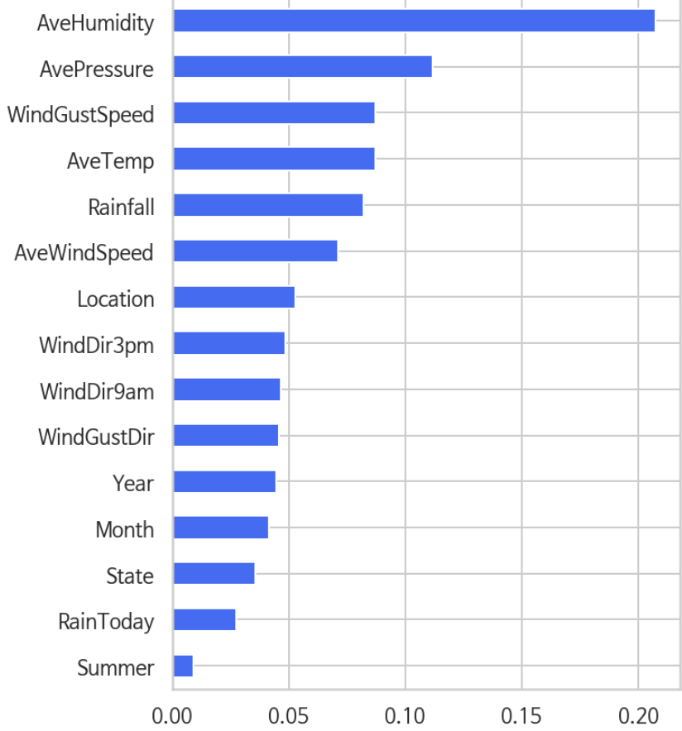 AveHumidity
AvePressure
WindGustSpeed
AveTemp
Rainfall
AveWindSpeed
Location
WindDir3pm
WindDir9am
WindGustDir
Year
Month
State
RainToday
Summer
0.00 0.05 0.10 0.15 0.20